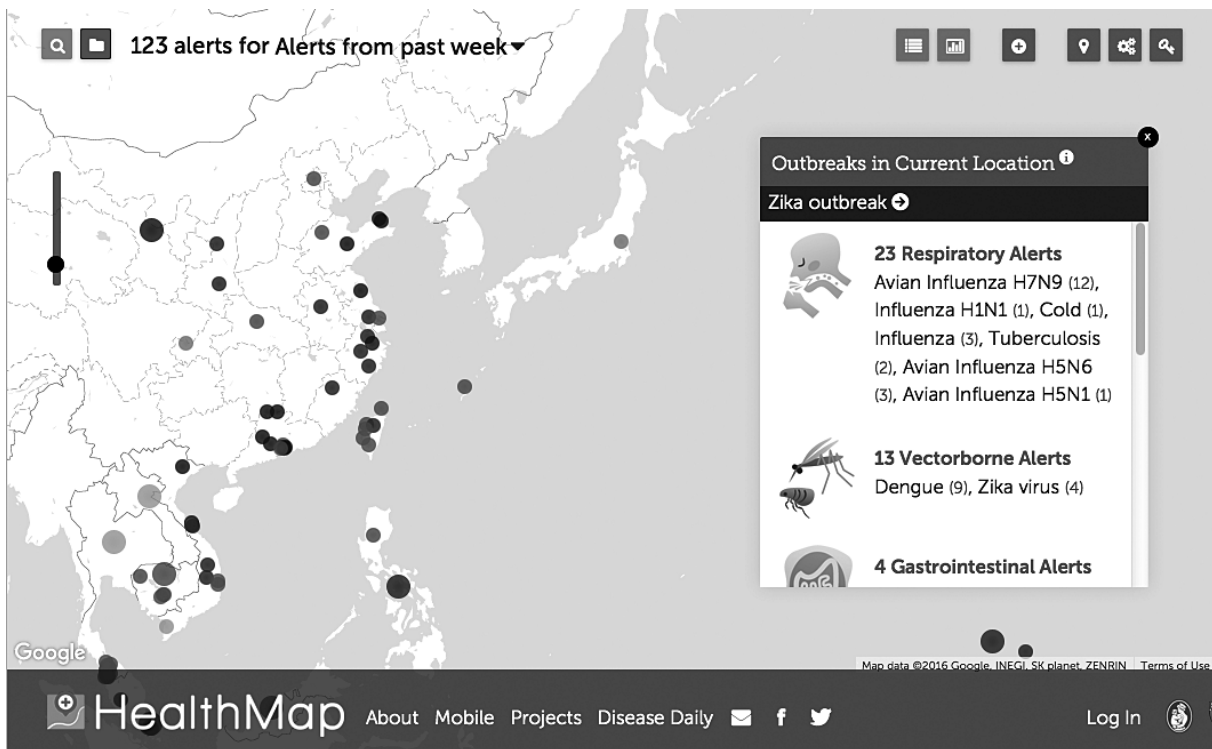 123 alerts for Alerts from past week
x
Outbreaks in Current Location i
Zika outbreak
23 Respiratory Alerts
Avian Influenza H7N9 (12),
Influenza H1N1 (1), Cold (1),
Influenza (3), Tuberculosis
(2), Avian Influenza H5N6
(3), Avian Influenza H5N1 (1)
13 Vectorborne Alerts
Dengue (9), Zika virus (4)
4 Gastrointestinal Alerts
Google
Map data ©2016 Google, INEGI, SK planet, ZENRIN Terms of Use
HealthMap About Mobile Projects Disease Daily f Log In